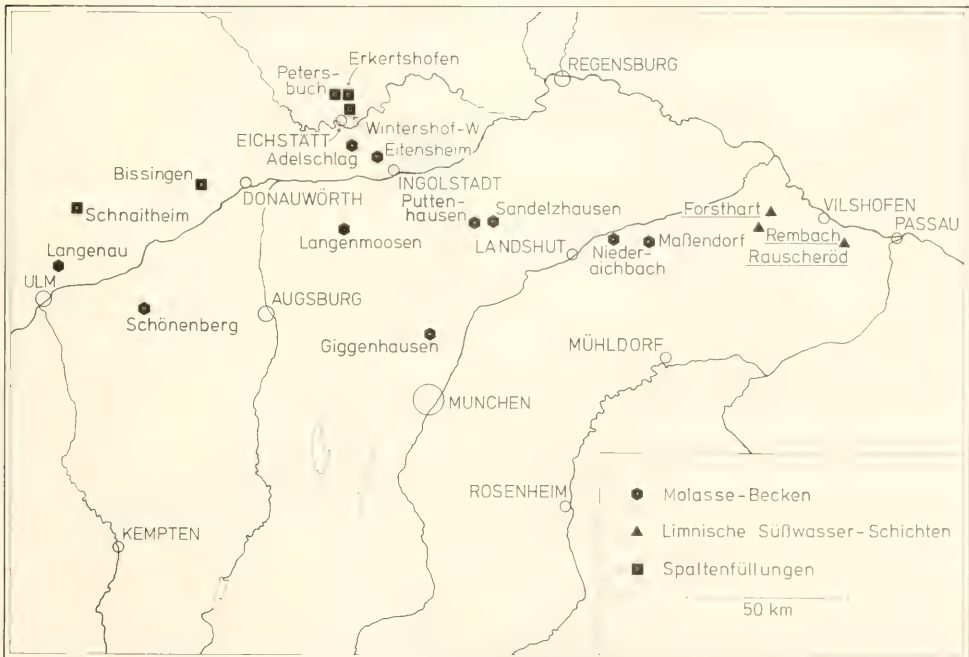 Erkertshofen
Peters-
buch
REGENSBURG
Wintershof-W
EICHSTÄTT
Adelschlag
Eitensheim
Bissingen
DONAUWÖRTH
INGOLSTADT
Schnaitheim
Putten-
hausen
Sandelzhausen
Forsthart
VILSHOFEN
PASSAU
Langenau
Langenmoosen
LANDSHUT
Nieder-
aichbach
Maßendorf
Rembach
Rauscheröd
ULM
AUGSBURG
Schönenberg
Giggenhausen
MÜHLDORF
MÜNCHEN
ROSENHEIM
KEMPTEN
Molasse-Becken
Limnische Süßwasser-Schichten
Spaltenfüllungen
50 km